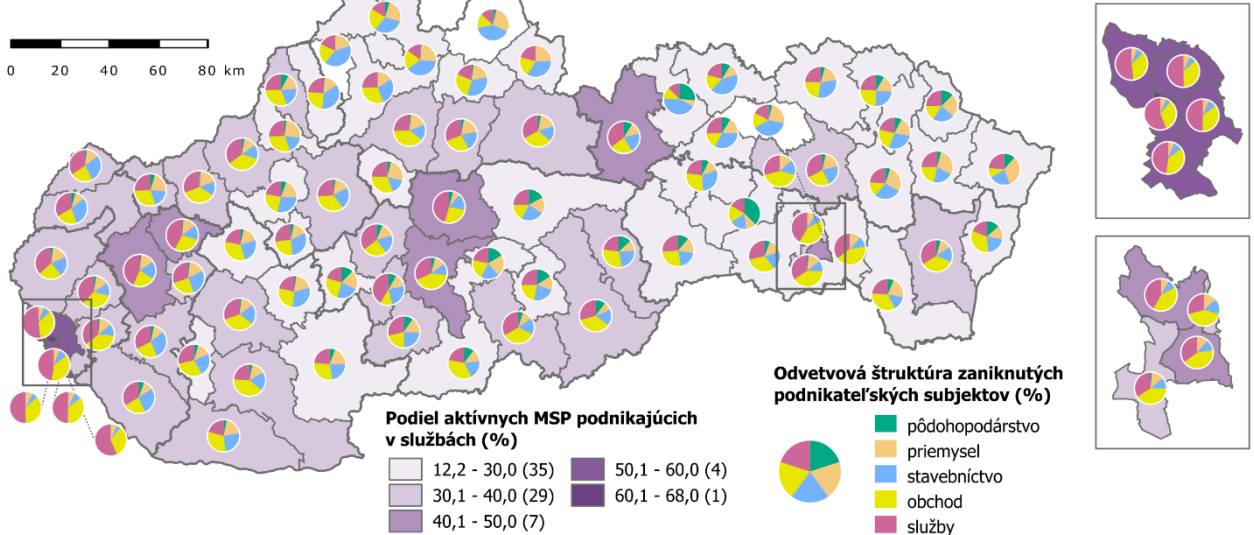 0 20 40 60 80 km
Podiel aktívnych MSP podnikajúcich
v službách (%)
12,2 - 30,0 (35)
30,1 - 40,0 (29)
40,1 - 50,0 (7)
50,1 - 60,0 (4)
60,1 - 68,0 (1)
Odvetvová štruktúra zaniknutých
podnikateľských subjektov (%)
pôdohopodárstvo
priemysel
stavebníctvo
obchod
služby